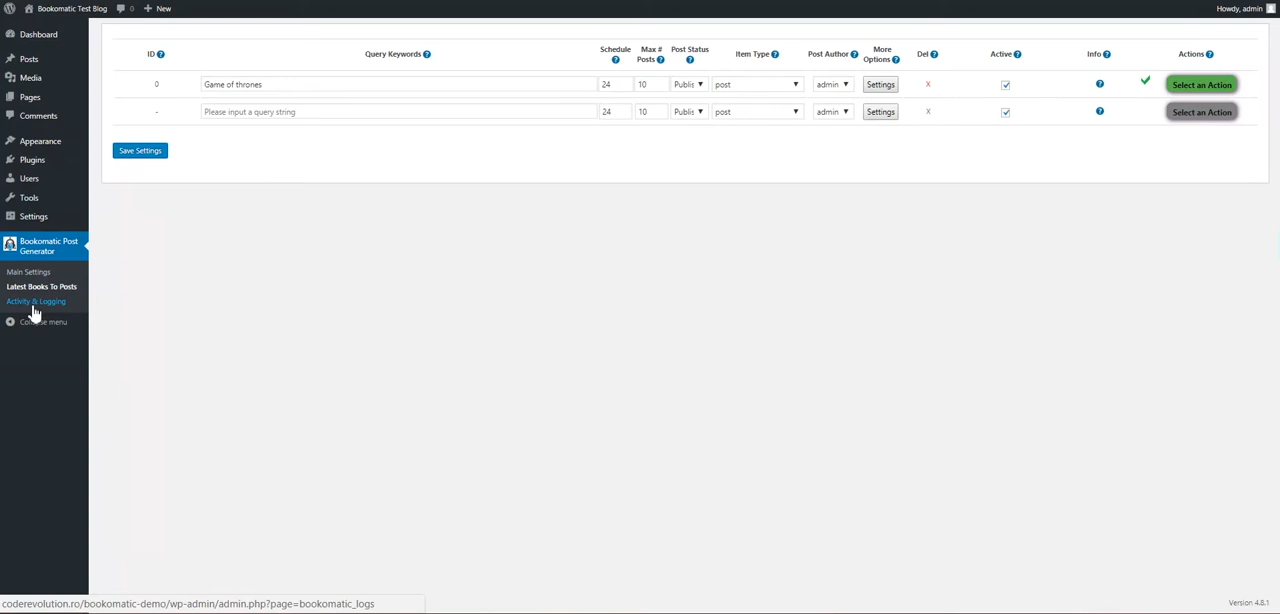 Bookomatic Test Blog 0 New Howdy, admin
Dashboard
Posts
Media
Pages
Comments
Appearance
Plugins
Users
Tools
Settings
Bookomatic Post
Generator
Main Settings
Latest Books To Posts
Activity & Logging
menu
ID Query Keywords Schedule Max # Posts Post Status Item Type Post Author More Options Del Active Info Actions
0 Game of thrones 24 10 Publis post admin Settings X Select an Action
- Please input a query string 24 10 Publis post admin Settings X Select an Action
Save Settings
coderevolution.ro/bookomatic-demo/wp-admin/admin.php?page=bookomatic_logs
Version 4.8.1